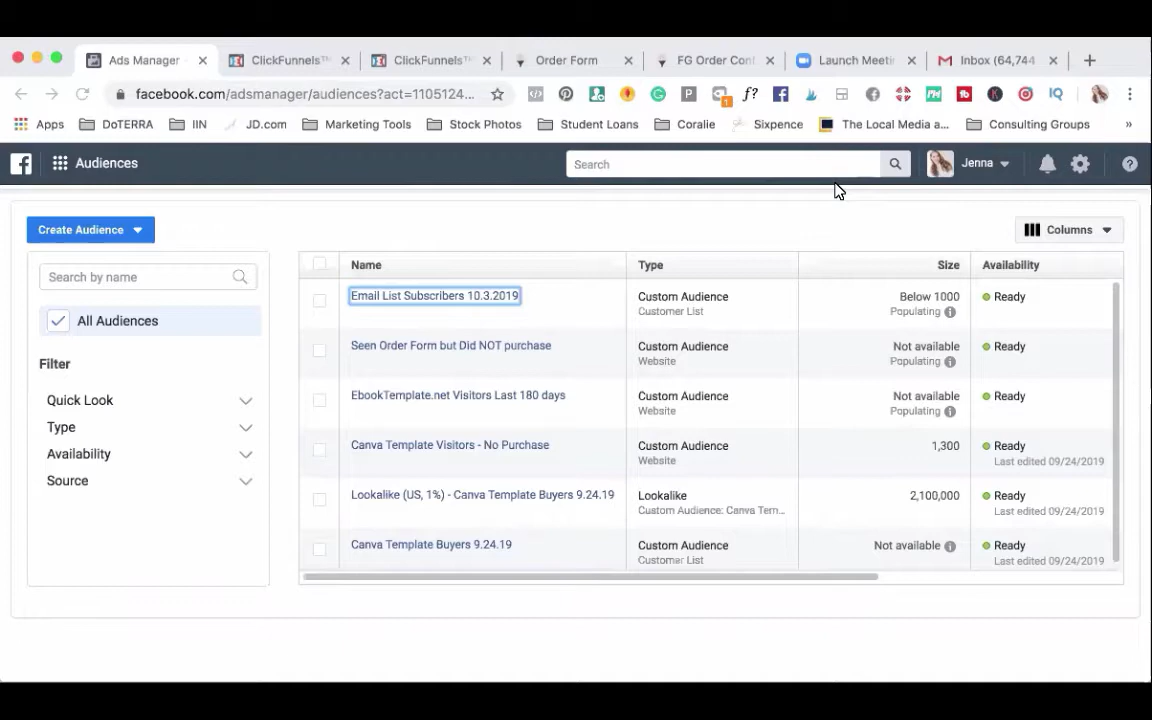 Ads Manager
ClickFunnels™
ClickFunnels™
Order Form
FG Order Conf
Launch Meeti
Inbox (64,744
facebook.com/adsmanager/audiences?act=1105124...
f?
P
1
K
IQ
Apps
DoTERRA
IIN
JD.com
Marketing Tools
Stock Photos
Student Loans
Coralie
Sixpence
The Local Media a...
Consulting Groups
»
Audiences
Search
Jenna
Create Audience
Columns
Search by name
All Audiences
Filter
Quick Look
Type
Availability
Source
Name
Type
Size
Availability
Email List Subscribers 10.3.2019
Custom Audience
Customer List
Below 1000
Populating
Ready
Seen Order Form but Did NOT purchase
Custom Audience
Website
Not available
Populating
Ready
EbookTemplate.net Visitors Last 180 days
Custom Audience
Website
Not available
Populating
Ready
Canva Template Visitors - No Purchase
Custom Audience
Website
1,300
Ready
Last edited 09/24/2019
Lookalike (US, 1%) - Canva Template Buyers 9.24.19
Lookalike
Custom Audience: Canva Tem...
2,100,000
Ready
Last edited 09/24/2019
Canva Template Buyers 9.24.19
Custom Audience
Customer List
Not available
Ready
Last edited 09/24/2019